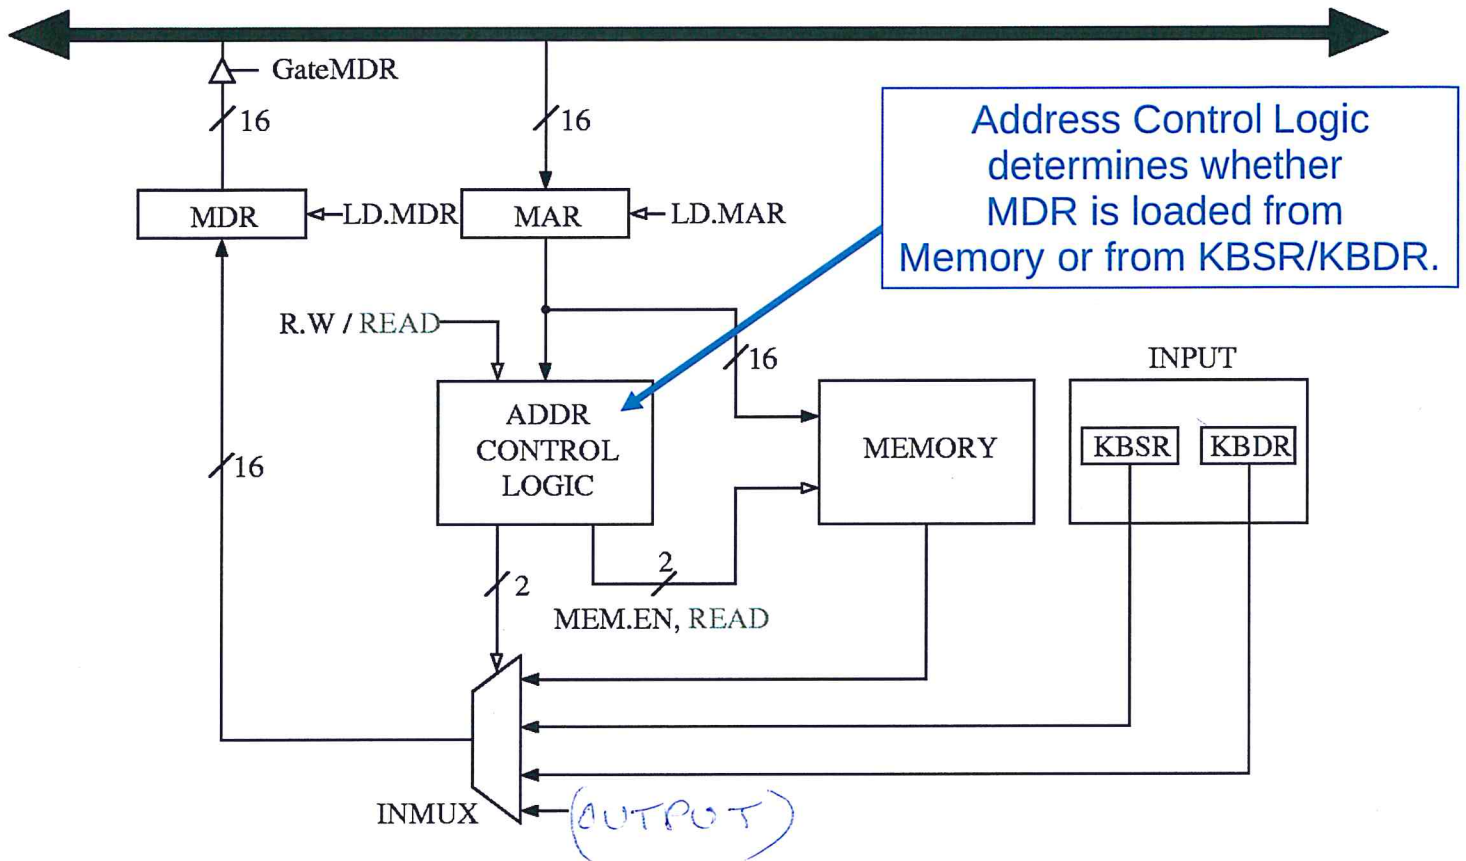 GateMDR
16
16
Address Control Logic
determines whether
MDR is loaded from
Memory or from KBSR/KBDR.
MDR
LD.MDR
MAR
LD.MAR
R.W / READ
16
INPUT
ADDR
CONTROL
LOGIC
MEMORY
KBSR
KBDR
16
2
2
MEM.EN, READ
INMUX
(OUTPUT)